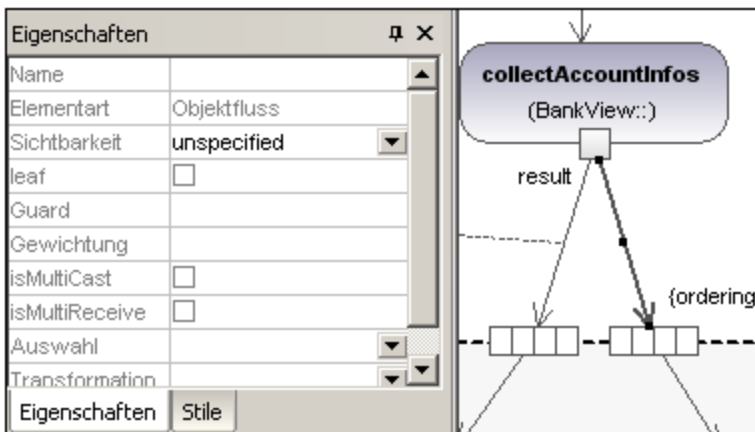 Eigenschaften
Name
Elementart Objektfluss
Sichtbarkeit unspecified
leaf
Guard
Gewichtung
isMultiCast
isMultiReceive
Auswahl
Transformation
Eigenschaften Stile
collectAccountInfos
(BankView::)
result
{ordering